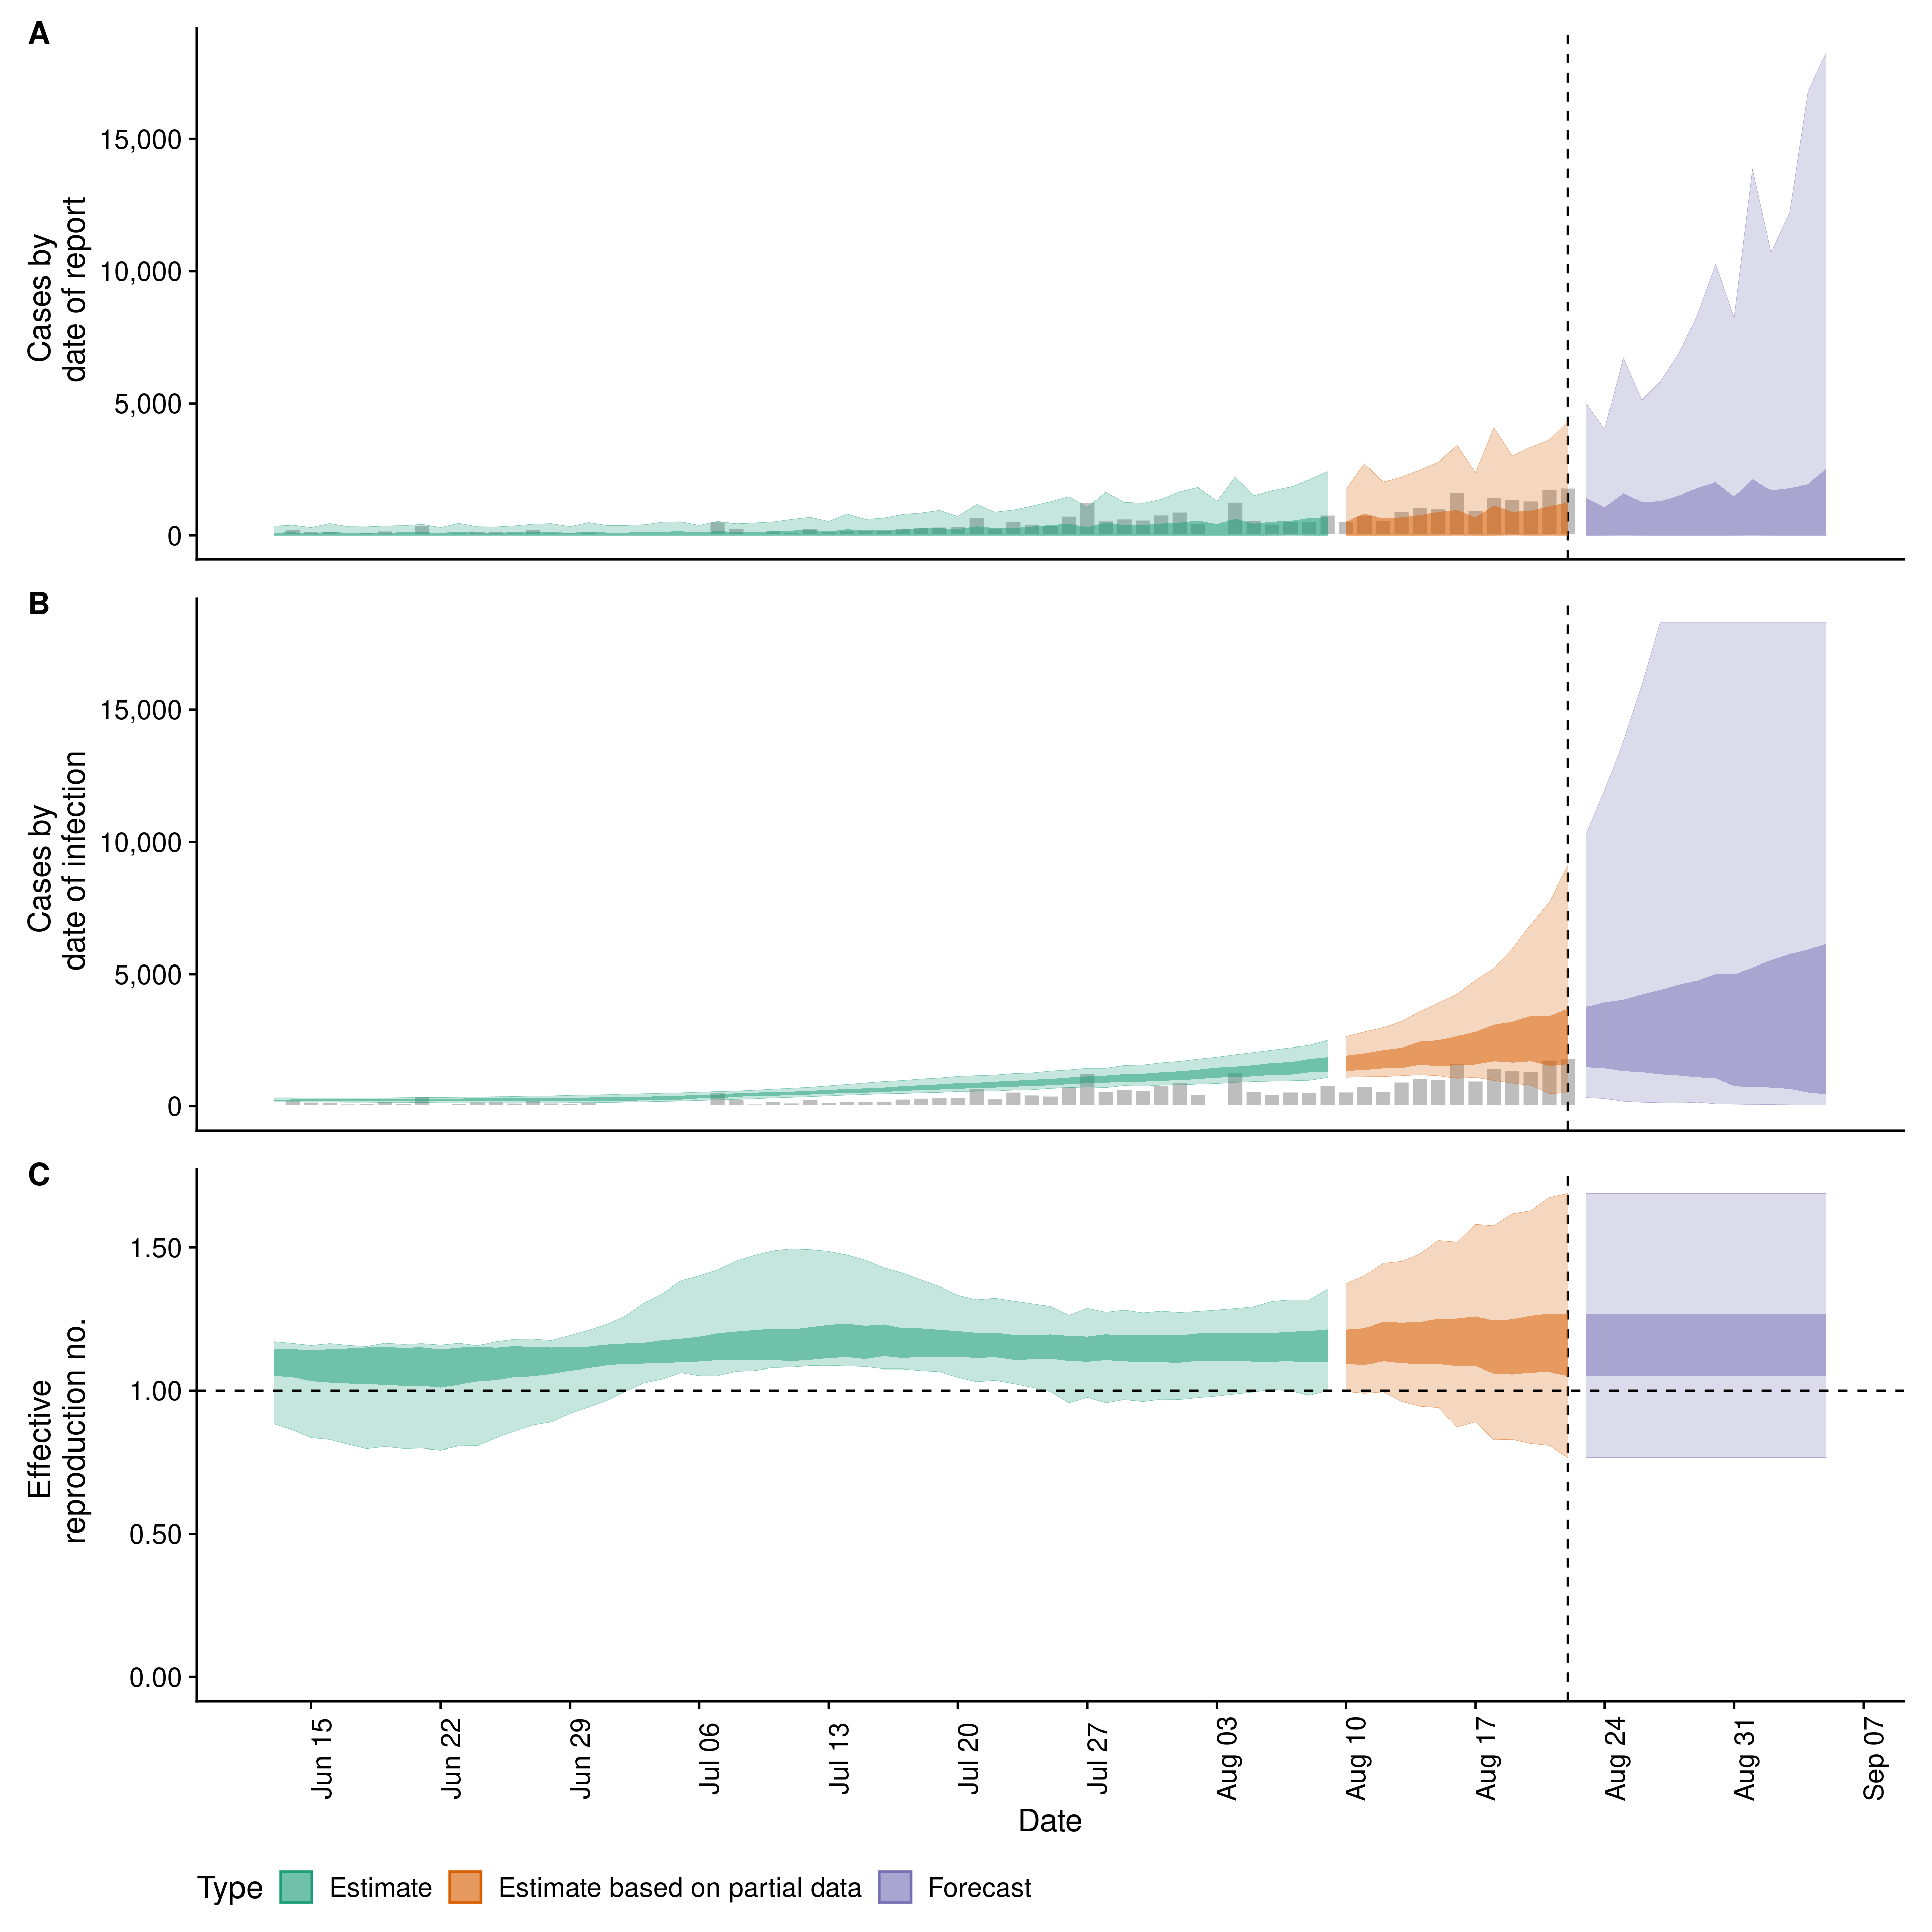 A
Cases by
date of report
15,000
10,000
5,000
0
B
Cases by
date of infection
15,000
10,000
5,000
0
C
Effective
reproduction no.
1.50
1.00
0.50
0.00
Jun 15
Jun 22
Jun 29
Jul 06
Jul 13
Jul 20
Jul 27
Aug 03
Aug 10
Aug 17
Aug 24
Aug 31
Sep 07
Date
Type Estimate Estimate based on partial data Forecast